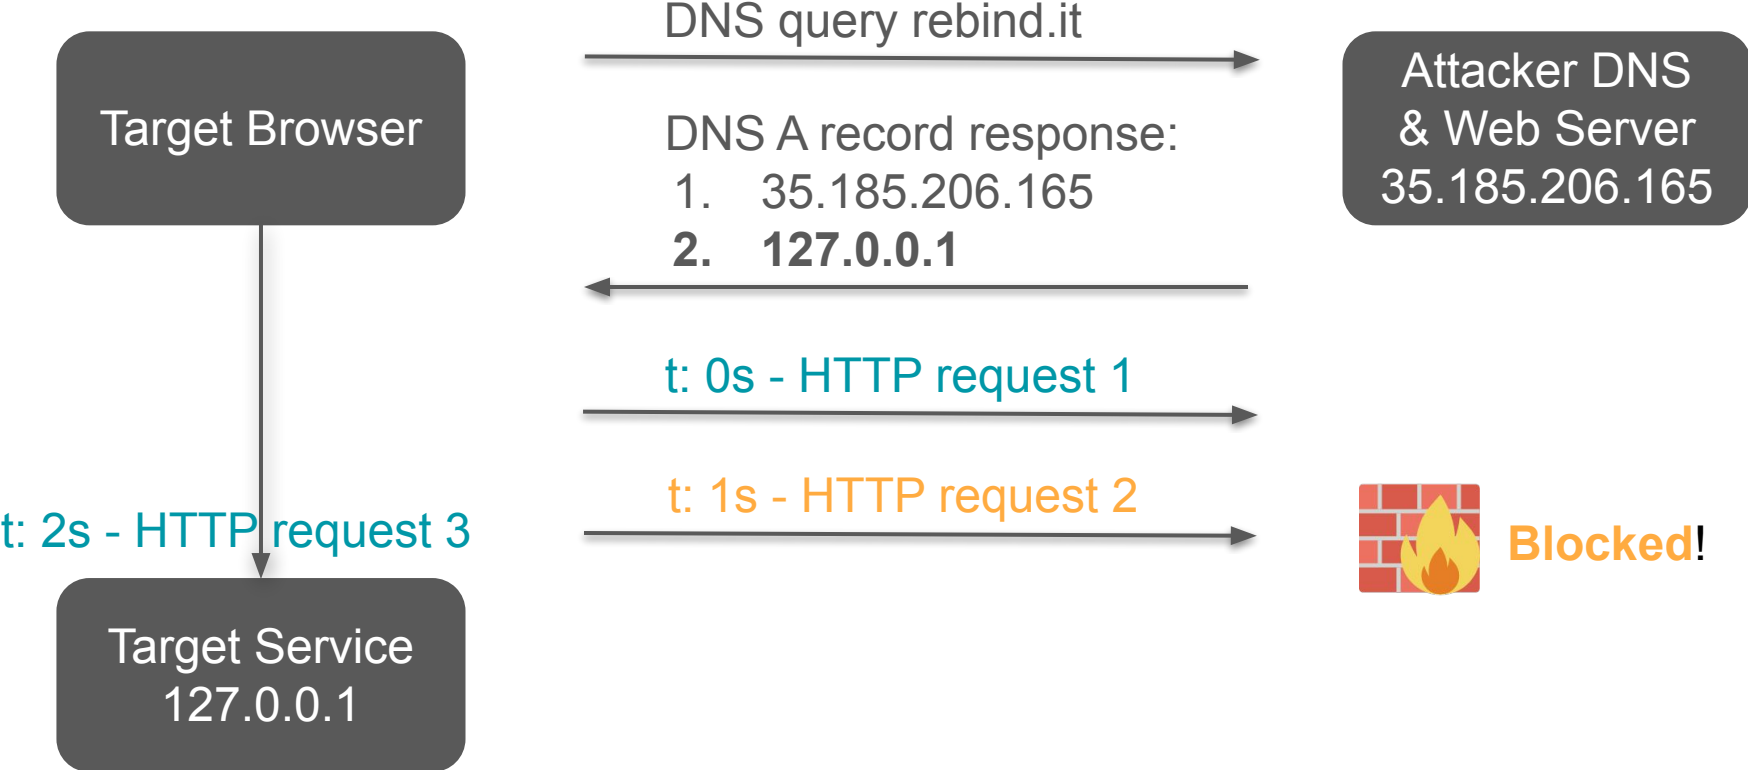 DNS query rebind.it
Target Browser
Attacker DNS
& Web Server
35.185.206.165
DNS A record response:
1. 35.185.206.165
2. 127.0.0.1
t: 0s - HTTP request 1
t: 1s - HTTP request 2
Blocked!
t: 2s - HTTP request 3
Target Service
127.0.0.1